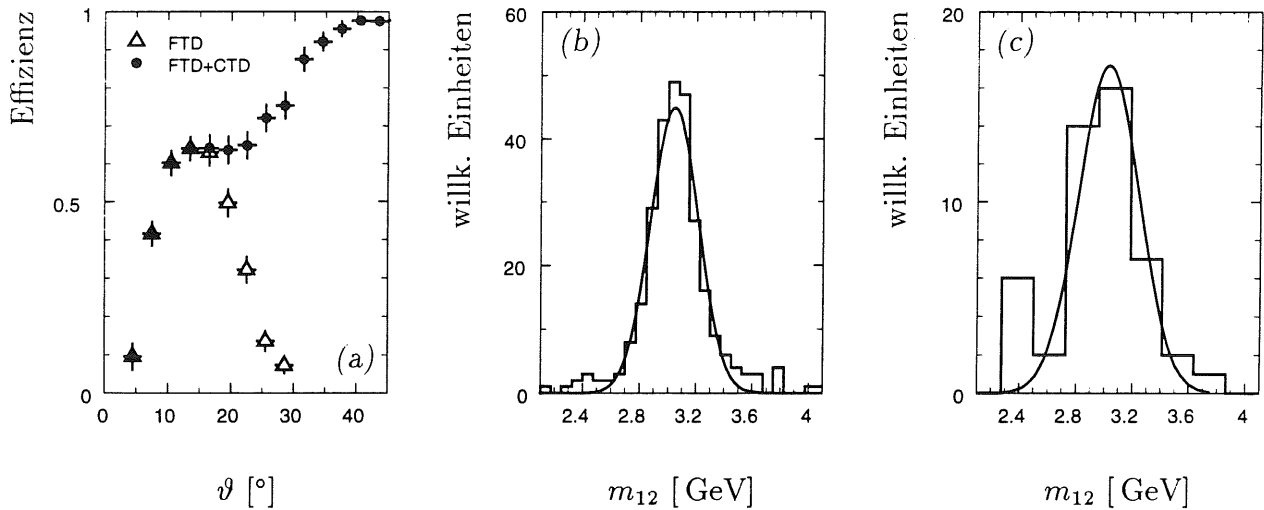 Effizienz
1
0.5
0
FTD
FTD+CTD
(a)
0 10 20 30 40
ϑ [°]
willk. Einheiten
60
40
20
0
(b)
2.4 2.8 3.2 3.6 4
m12 [ GeV]
willk. Einheiten
20
10
0
(c)
2.4 2.8 3.2 3.6 4
m12 [ GeV]